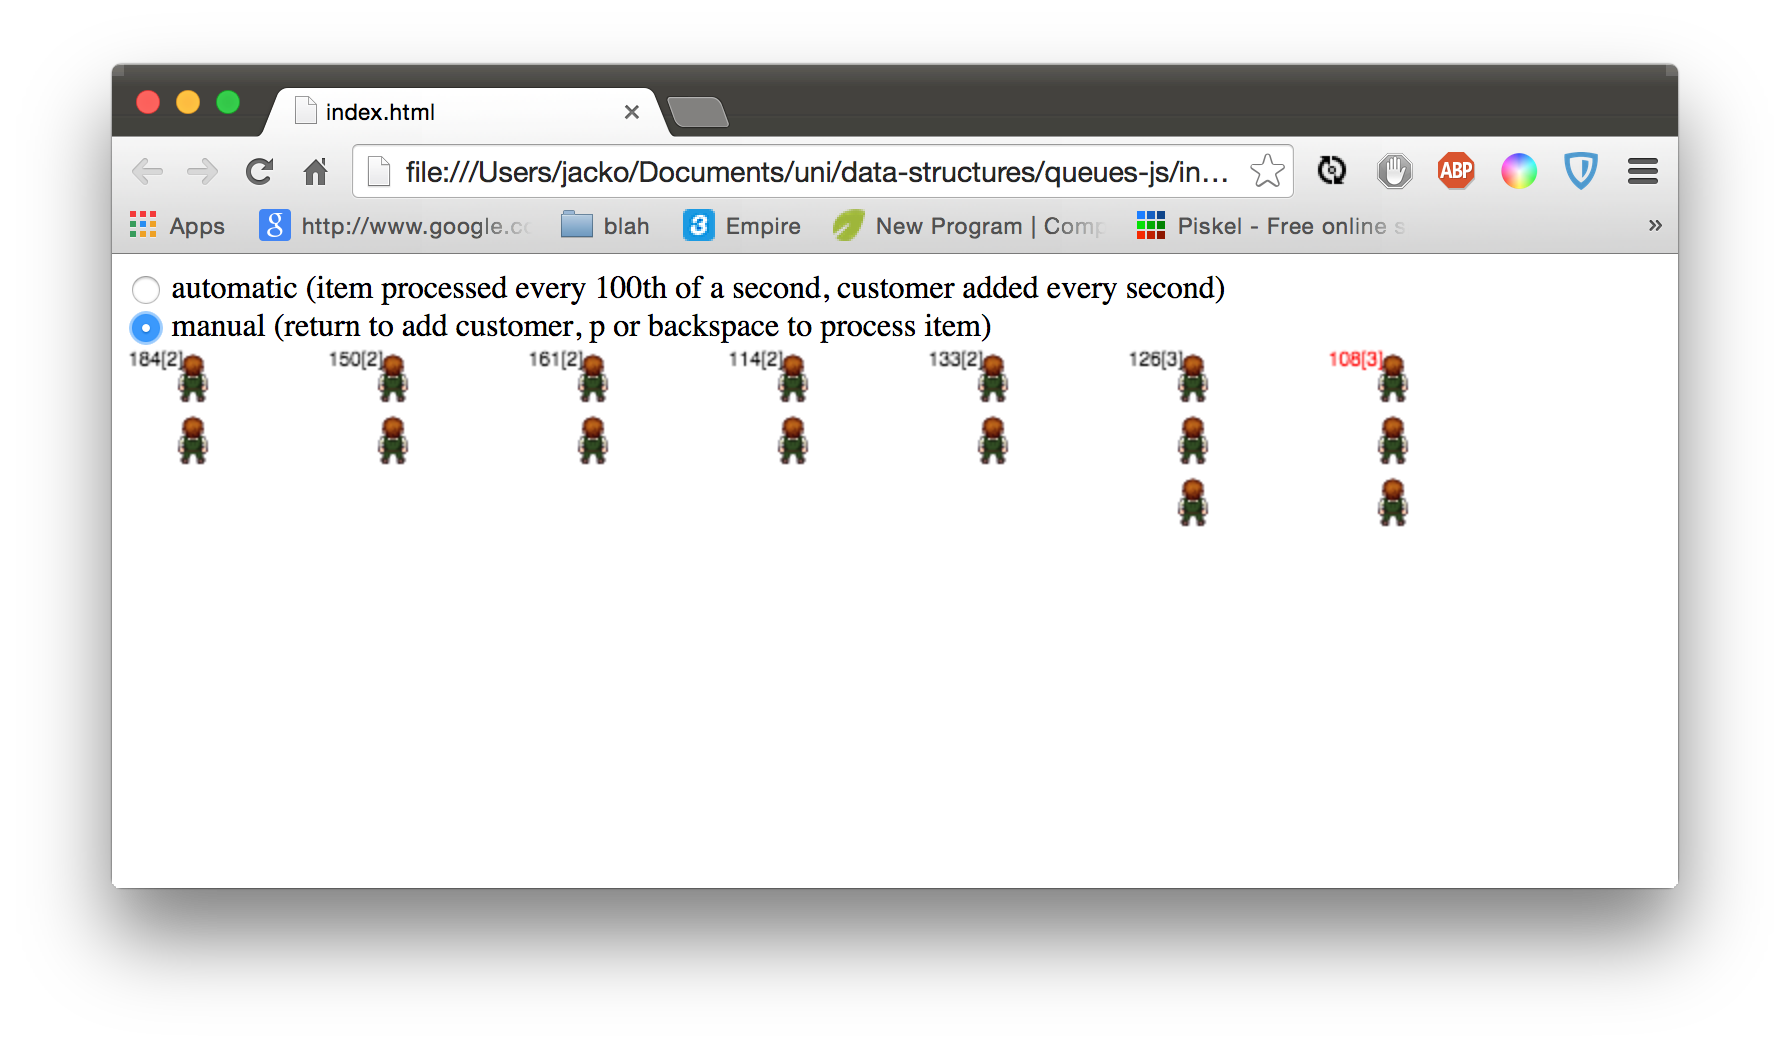 index.html
file:///Users/jacko/Documents/uni/data-structures/queues-js/in...
ABP
Apps
g http://www.google.c
blah
3 Empire
New Program | Comp
Piskel - Free online s
»
automatic (item processed every 100th of a second, customer added every second)
manual (return to add customer, p or backspace to process item)
184[2] 150[2] 161[2] 114[2] 133[2] 126[3] 108[3]